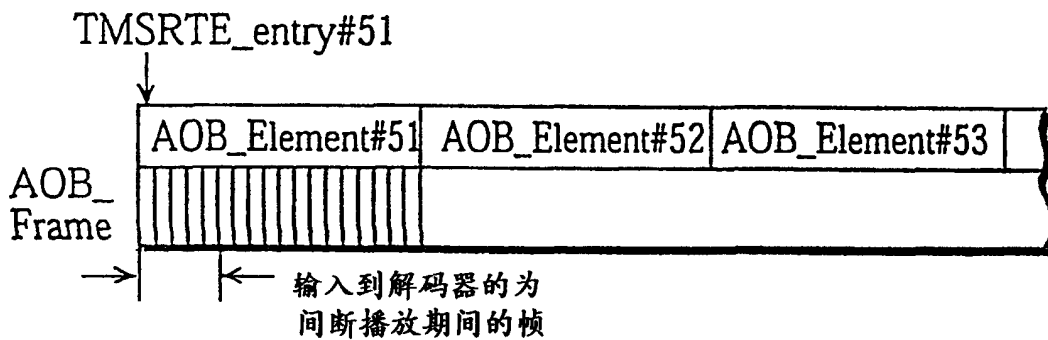 TMSRTE_entry#51
AOB_Element#51 AOB_Element#52 AOB_Element#53
AOB_
Frame
输入到解码器的为
间断播放期间的帧